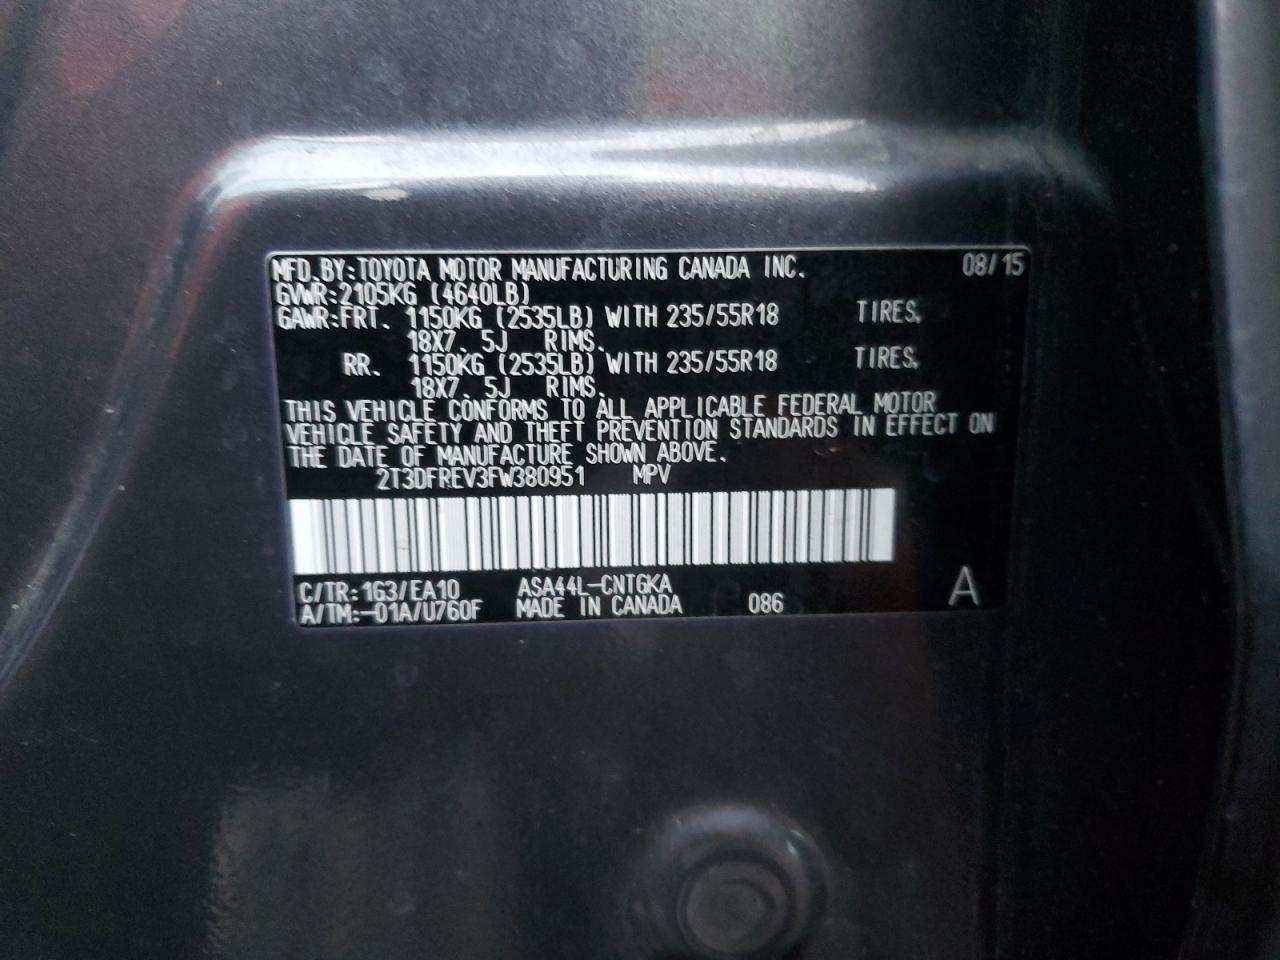 MFD.BY:TOYOTA MOTOR MANUFACTURING CANADA INC. 08/15
GVWR:2105KG (4640LB)
GAWR:FRT. 1150KG (2535LB) WITH 235/55R18 TIRES,
18X7. 5J RIMS.
RR. 1150KG (2535LB) WITH 235/55R18 TIRES,
18X7. 5J RIMS.
THIS VEHICLE CONFORMS TO ALL APPLICABLE FEDERAL MOTOR
VEHICLE SAFETY AND THEFT PREVENTION STANDARDS IN EFFECT ON
THE DATE OF MANUFACTURE SHOWN ABOVE.
2T3DFREV3FW380951 MPV
C/TR:1G3/EA10 ASA44L-CNTGKA
A/TM:-01A/U760F MADE IN CANADA 086 A